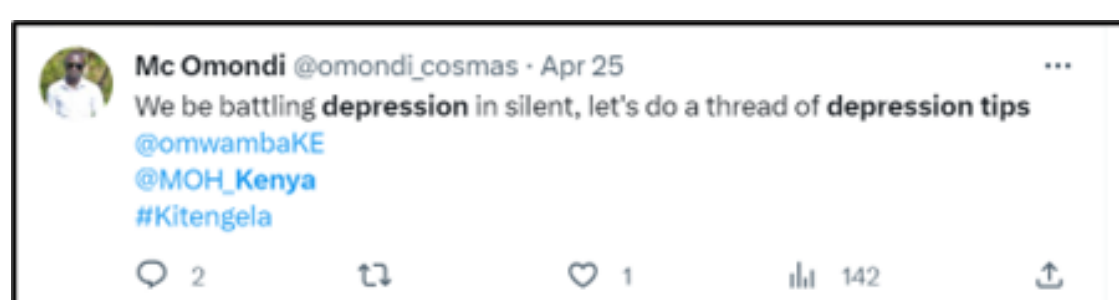 Mc Omondi @omondi_cosmas · Apr 25
We be battling depression in silent, let's do a thread of depression tips
@omwambaKE
@MOH_Kenya
#Kitengela
2 1 142